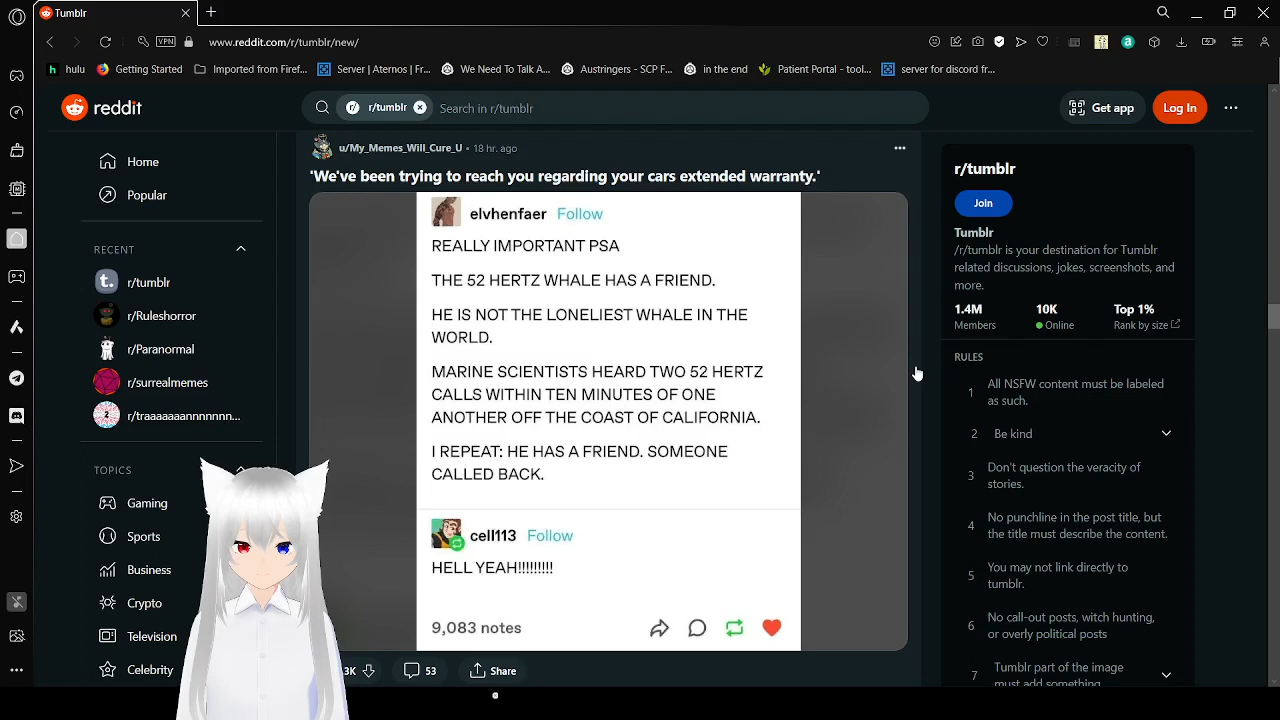 Tumblr
VPN
www.reddit.com/r/tumblr/new/
hulu
Getting Started
Imported from Firef...
Server | Aternos | Fr...
We Need To Talk A...
Austringers - SCP F...
in the end
Patient Portal - tool...
server for discord fr...
reddit
r/tumblr
Search in r/tumblr
Get app
Log In
Home
Popular
RECENT
r/tumblr
r/Ruleshorror
r/Paranormal
r/surrealmemes
r/traaaaaaannnnnnn...
TOPICS
Gaming
Sports
Business
Crypto
Television
Celebrity
u/My_Memes_Will_Cure_U • 18 hr. ago
'We've been trying to reach you regarding your cars extended warranty.'
elvhenfaer Follow
REALLY IMPORTANT PSA
THE 52 HERTZ WHALE HAS A FRIEND.
HE IS NOT THE LONELIEST WHALE IN THE
WORLD.
MARINE SCIENTISTS HEARD TWO 52 HERTZ
CALLS WITHIN TEN MINUTES OF ONE
ANOTHER OFF THE COAST OF CALIFORNIA.
I REPEAT: HE HAS A FRIEND. SOMEONE
CALLED BACK.
cell113 Follow
HELL YEAH!!!!!!!!!
9,083 notes
53
Share
r/tumblr
Join
Tumblr
/r/tumblr is your destination for Tumblr
related discussions, jokes, screenshots, and
more.
1.4M 10K Top 1%
Members Online Rank by size
RULES
1 All NSFW content must be labeled
as such.
2 Be kind
3 Don't question the veracity of
stories.
4 No punchline in the post title, but
the title must describe the content.
5 You may not link directly to
tumblr.
6 No call-out posts, witch hunting,
or overly political posts
7 Tumblr part of the image
must add something